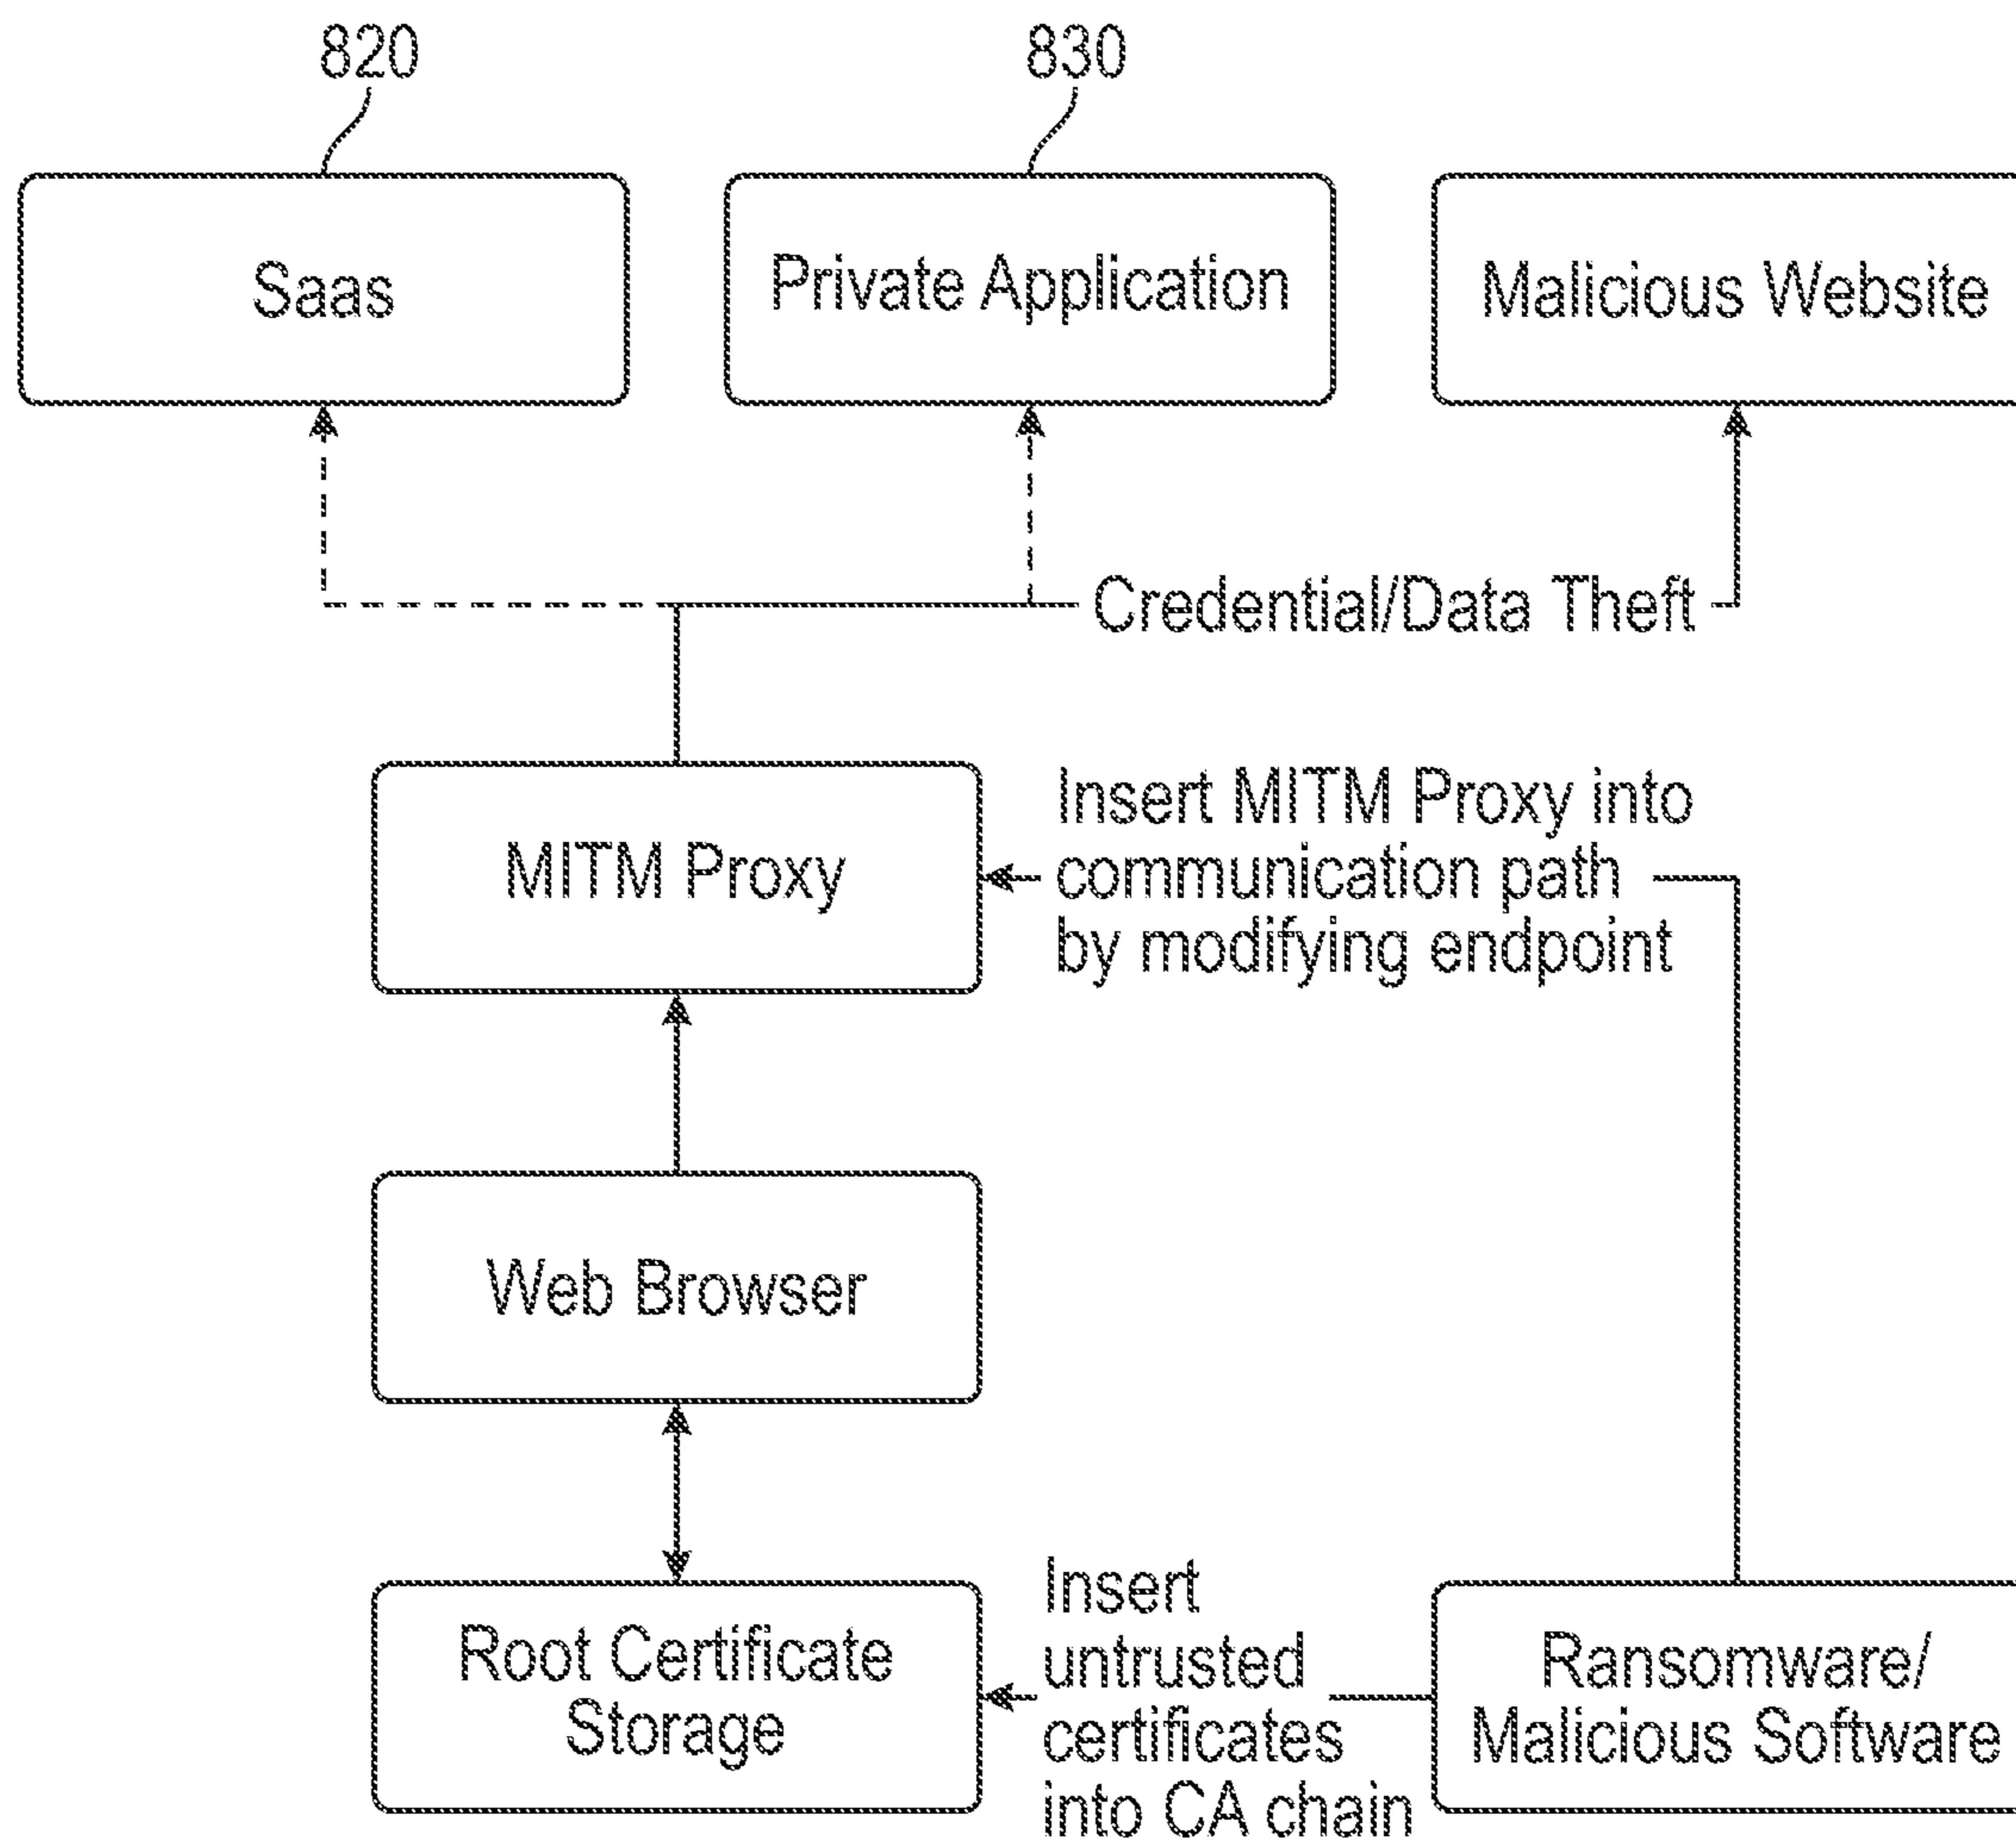 820
830
Saas
Private Application
Malicious Website
Credential/Data Theft
MITM Proxy
Insert MITM Proxy into
communication path
by modifying endpoint
Web Browser
Root Certificate
Storage
Insert
untrusted
certificates
into CA chain
Ransomware/
Malicious Software